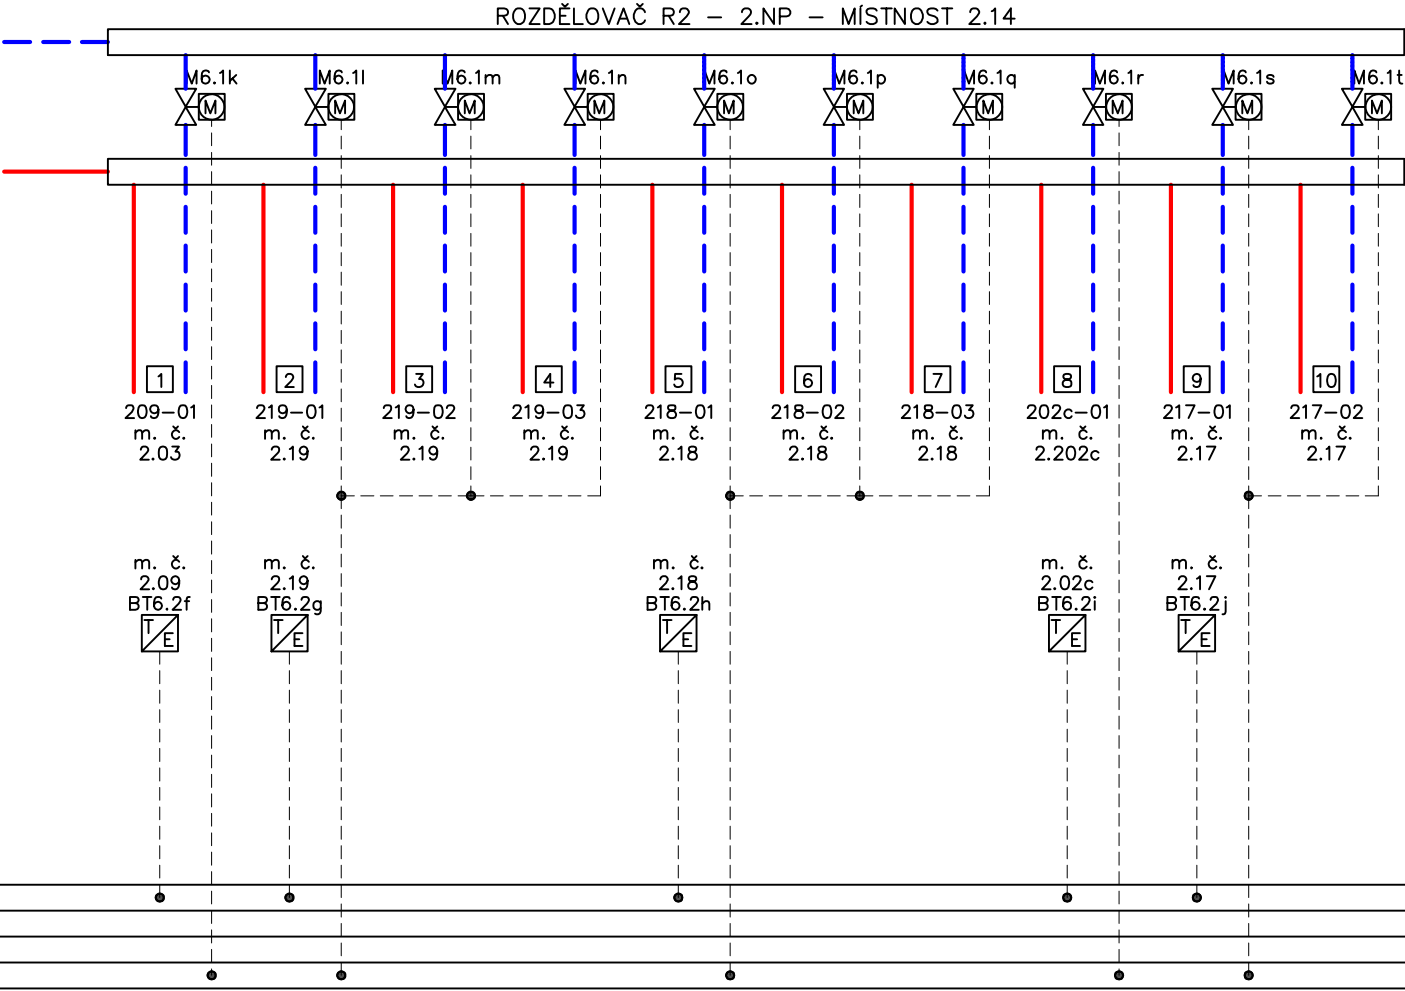 ROZDĚLOVAČ R2 – 2.NP – MÍSTNOST 2.14
M6.1k M6.1l M6.1m M6.1n M6.1o M6.1p M6.1q M6.1r M6.1s M6.1t
M M M M M M M M M M
1 2 3 4 5 6 7 8 9 10
209–01 219–01 219–02 219–03 218–01 218–02 218–03 202c–01 217–01 217–02
m. č. m. č. m. č. m. č. m. č. m. č. m. č. m. č. m. č. m. č.
2.03 2.19 2.19 2.19 2.18 2.18 2.18 2.202c 2.17 2.17
m. č. m. č. m. č. m. č. m. č.
2.09 2.19 2.18 2.02c 2.17
BT6.2f BT6.2g BT6.2h BT6.2i BT6.2j
T/E T/E T/E T/E T/E